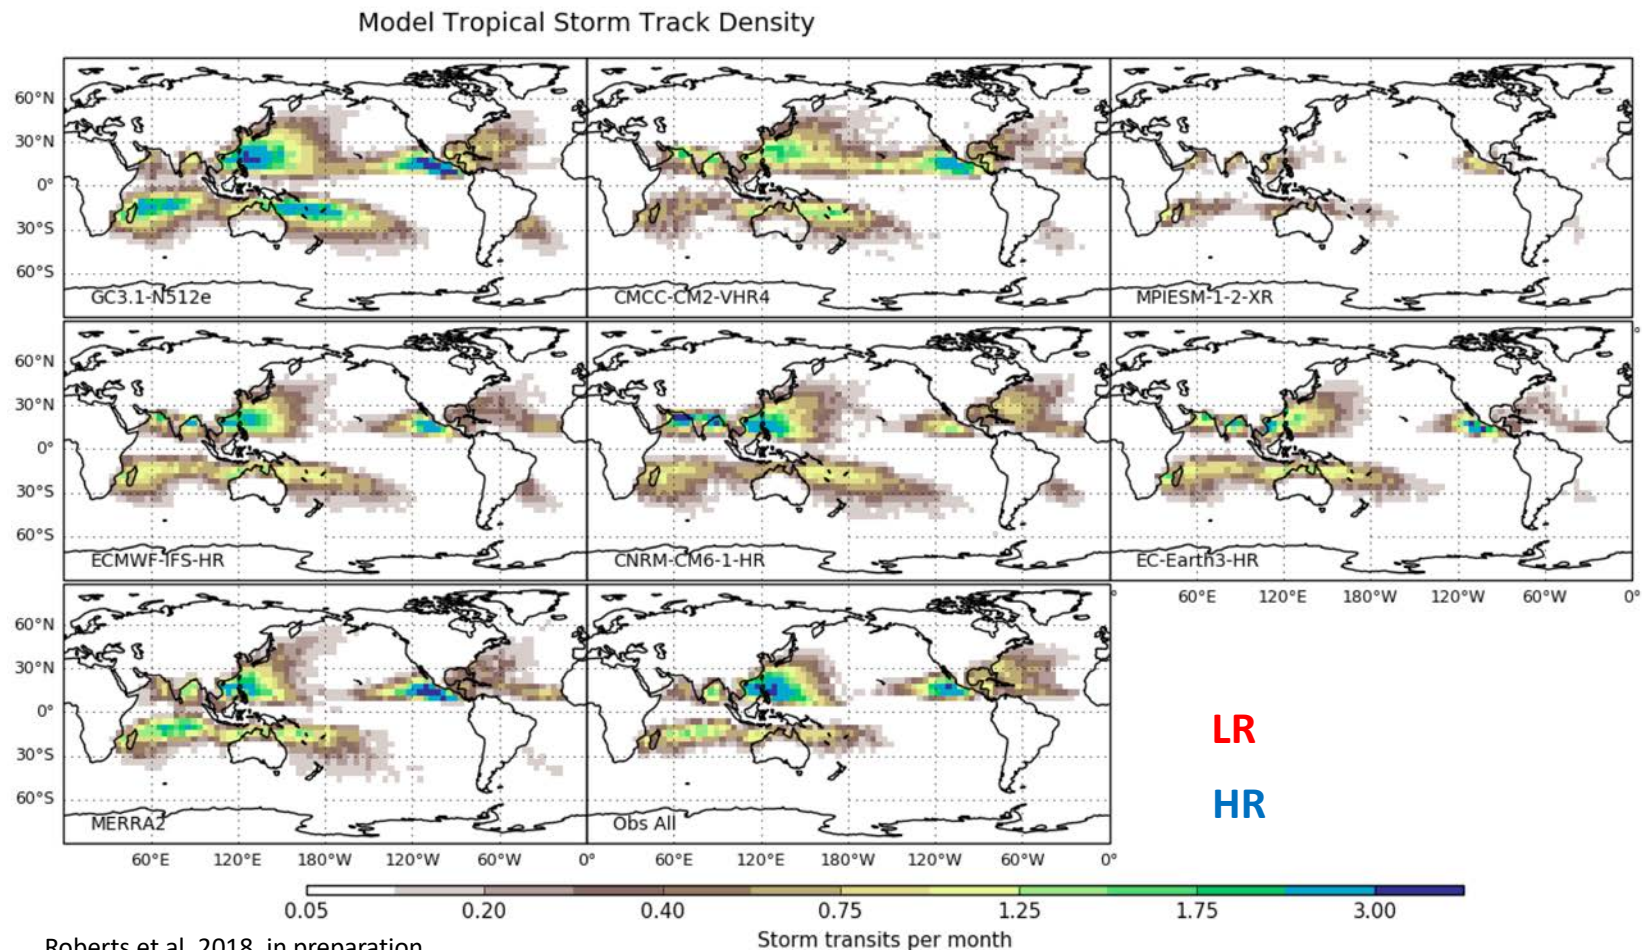 Model Tropical Storm Track Density
60°N
30°N
0°
30°S
60°S
GC3.1-N512e
CMCC-CM2-VHR4
MPIESM-1-2-XR
60°N
30°N
0°
30°S
60°S
ECMWF-IFS-HR
CNRM-CM6-1-HR
EC-Earth3-HR
60°E 120°E 180°W 120°W 60°W 0°
60°N
30°N
0°
30°S
60°S
MERRA2
Obs All
LR
HR
60°E 120°E 180°W 120°W 60°W 0° 60°E 120°E 180°W 120°W 60°W 0°
0.05 0.20 0.40 0.75 1.25 1.75 3.00
Storm transits per month
Roberts et al. 2018, in preparation